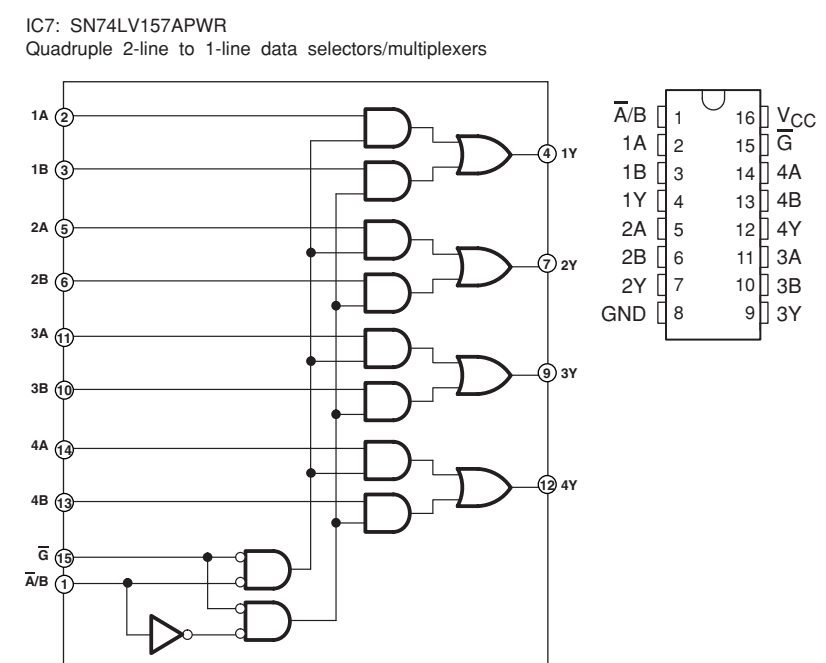 IC7: SN74LV157APWR
Quadruple 2-line to 1-line data selectors/multiplexers
1A 2
1B 3
4 1Y
2A 5
2B 6
7 2Y
3A 11
3B 10
9 3Y
4A 14
4B 13
12 4Y
G̅ 15
A̅/B 1
A̅/B 1 16 VCC
1A 2 15 G̅
1B 3 14 4A
1Y 4 13 4B
2A 5 12 4Y
2B 6 11 3A
2Y 7 10 3B
GND 8 9 3Y